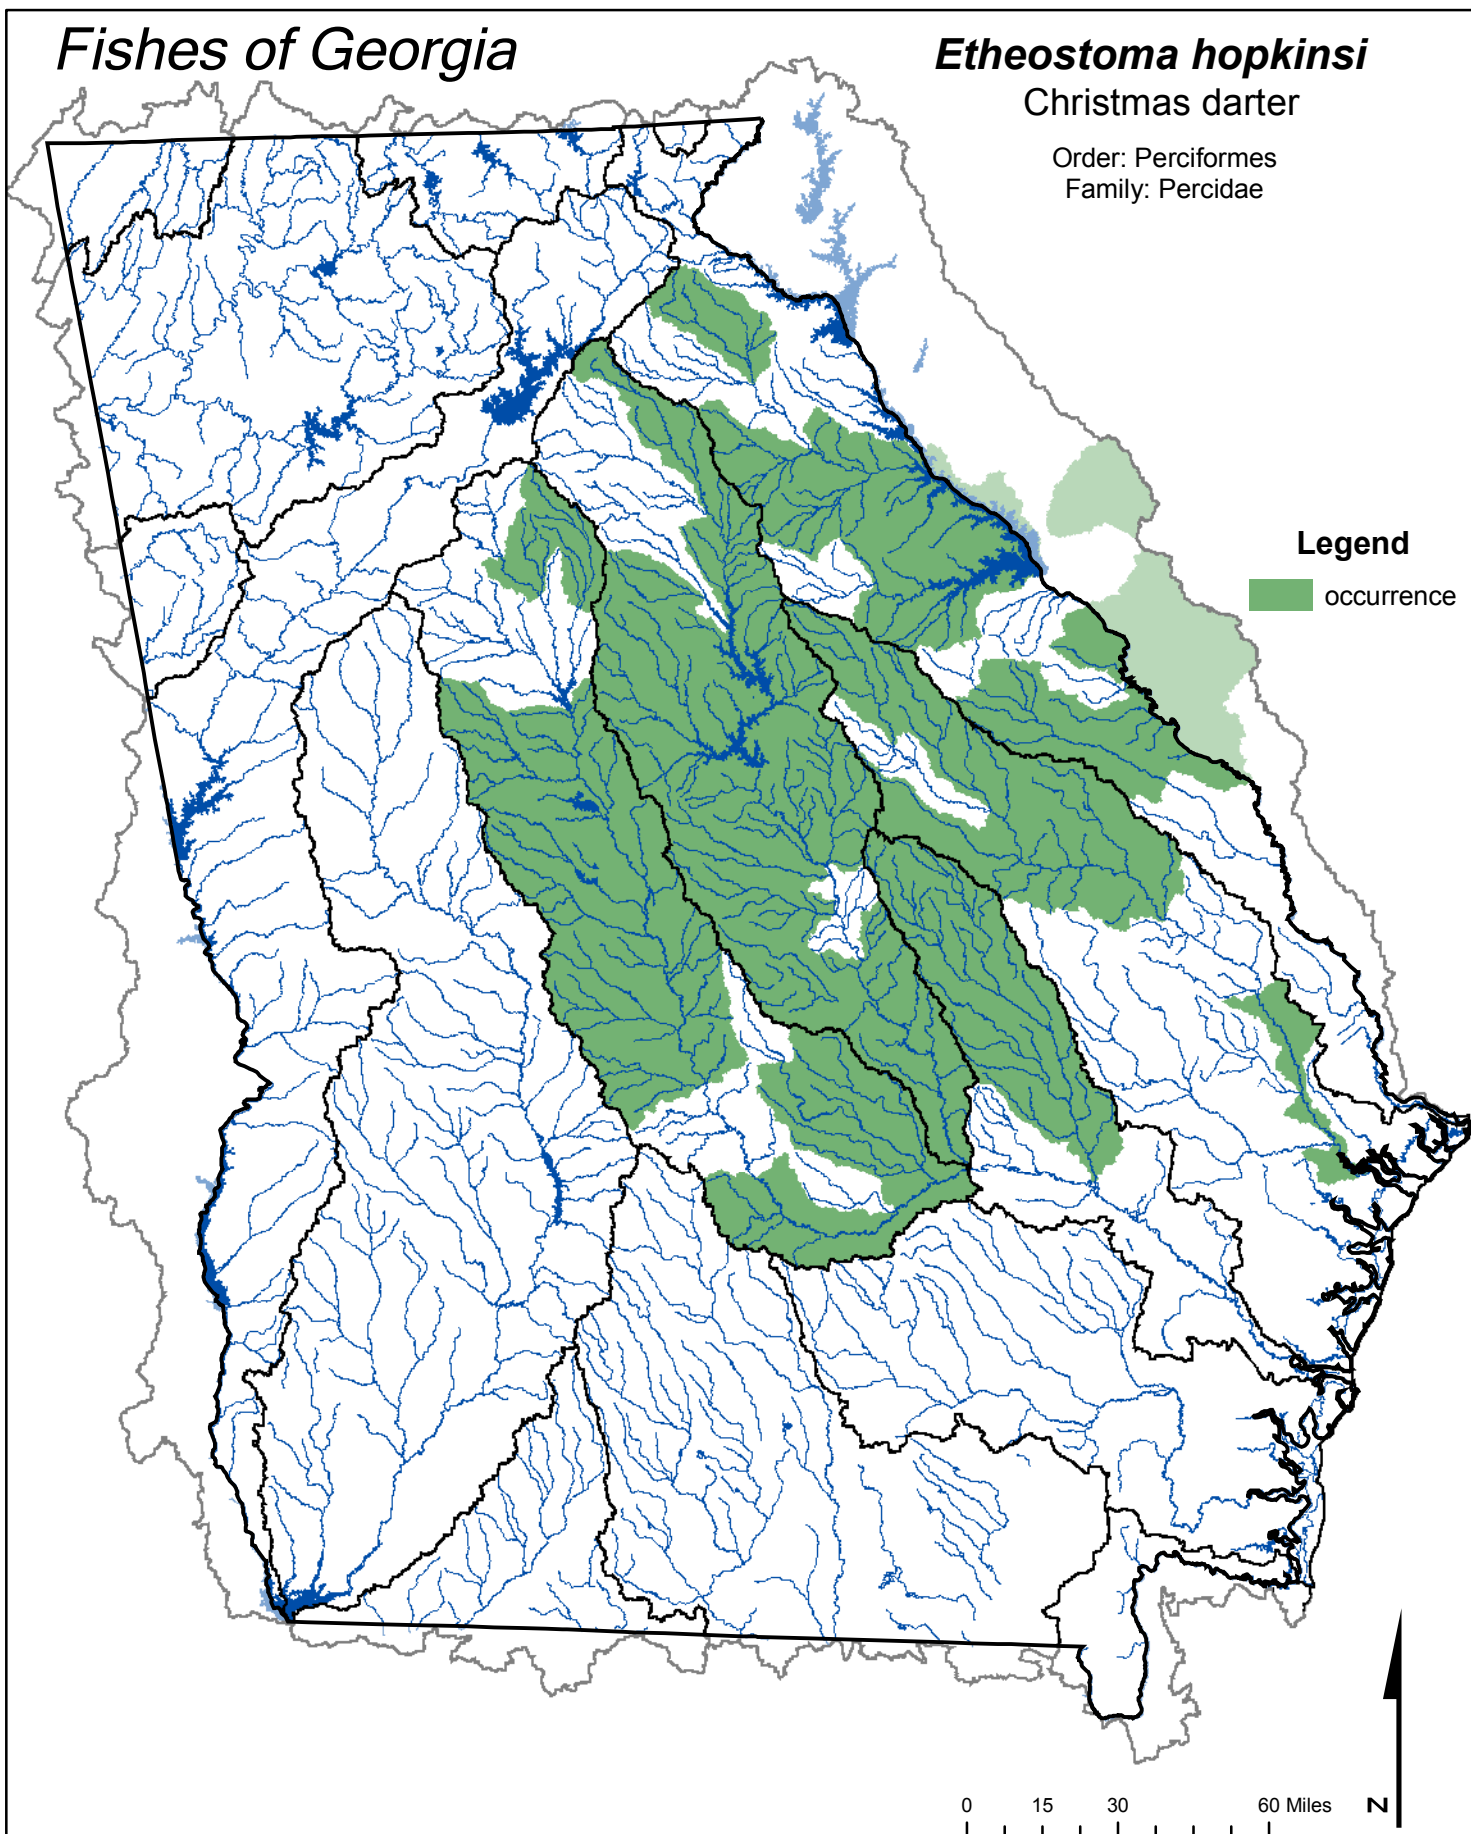 Fishes of Georgia
Etheostoma hopkinsi
Christmas darter
Order: Perciformes
Family: Percidae
Legend
occurrence
0 15 30 60 Miles
N